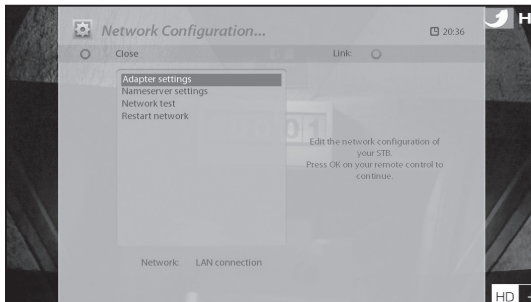 Network Configuration...
20:36
Close
Link:
Adapter settings
Nameserver settings
Network test
Restart network
Edit the network configuration of
your STB.
Press OK on your remote control to
continue.
Network:
LAN connection
HD